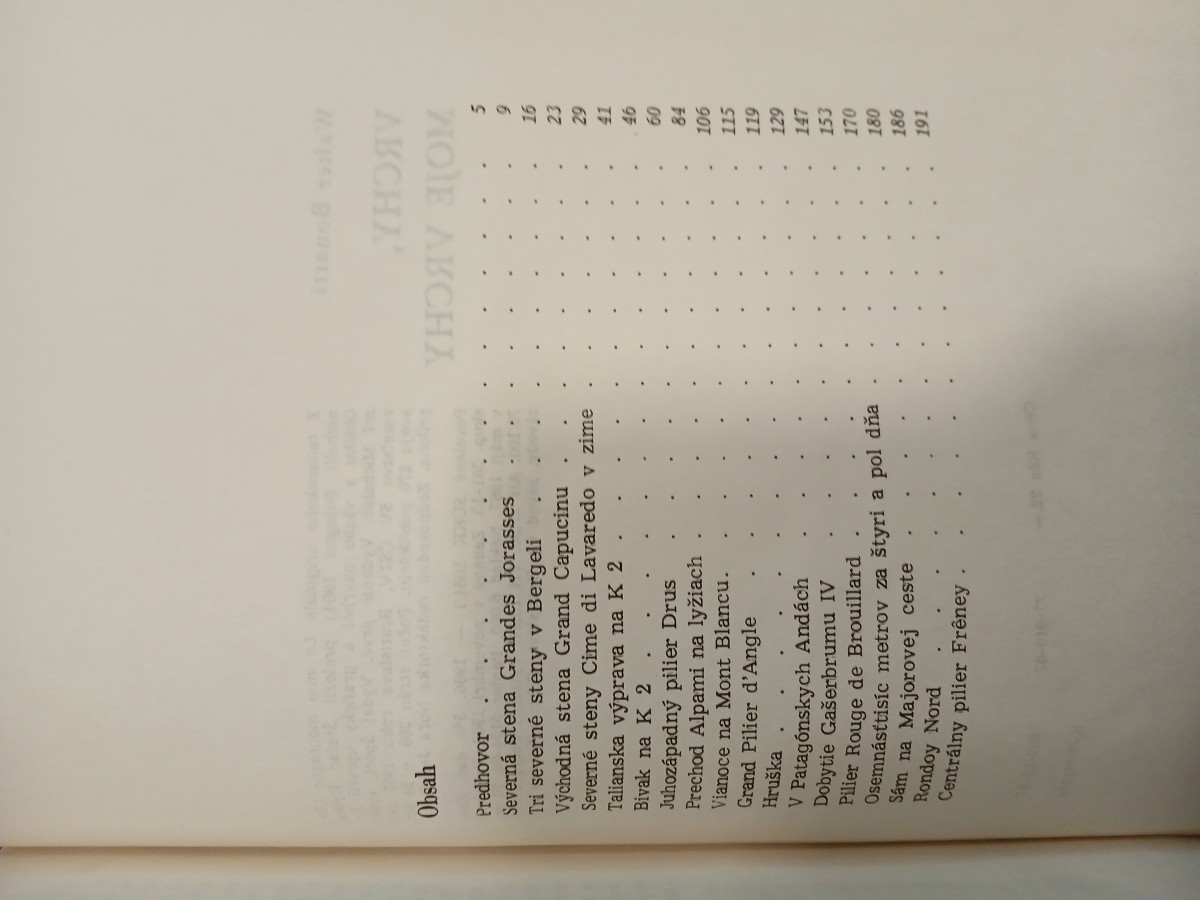 Obsah
Predhovor . . . . . . . . . . . . 5
Severná stena Grandes Jorasses . . . . . . . . . 9
Tri severné steny v Bergeli . . . . . . . . . . 16
Východná stena Grand Capucinu . . . . . . . . . 23
Severné steny Cime di Lavaredo v zime . . . . . . . 29
Talianska výprava na K 2 . . . . . . . . . . 41
Bivak na K 2 . . . . . . . . . . . . 46
Juhozápadný pilier Drus . . . . . . . . . . 60
Prechod Alpami na lyžiach . . . . . . . . . . 84
Vianoce na Mont Blancu . . . . . . . . . . 106
Grand Pilier d'Angle . . . . . . . . . . . 115
Hruška . . . . . . . . . . . . . 119
V Patagónskych Andách . . . . . . . . . . 129
Dobytie Gašerbrumu IV . . . . . . . . . . 147
Pilier Rouge de Brouillard . . . . . . . . . . 153
Osemnásťtisíc metrov za štyri a pol dňa . . . . . . . 170
Sám na Majorovej ceste . . . . . . . . . . 180
Rondoy Nord . . . . . . . . . . . . 186
Centrálny pilier Frêney . . . . . . . . . . 191